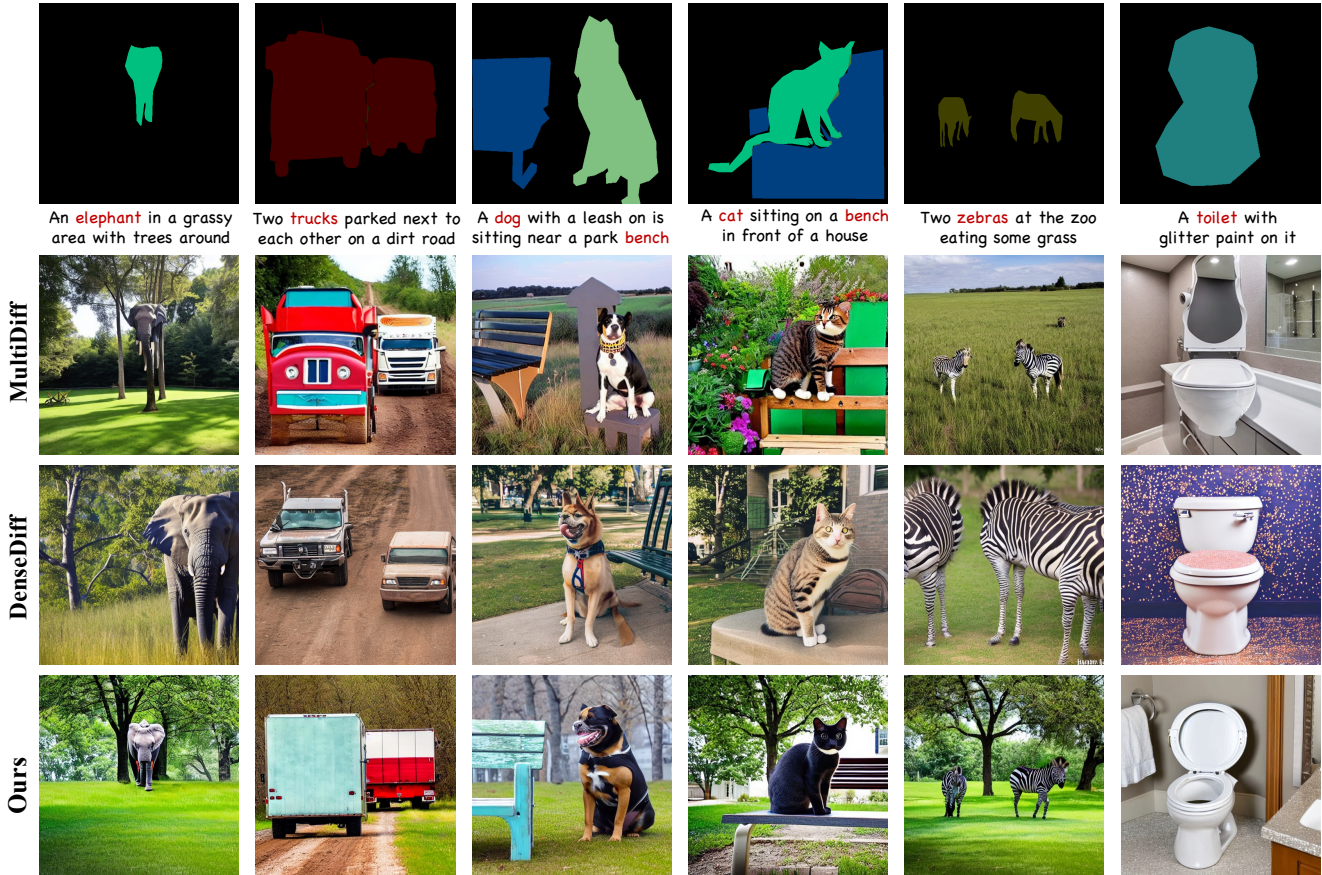 An elephant in a grassy
area with trees around
Two trucks parked next to
each other on a dirt road
A dog with a leash on is
sitting near a park bench
A cat sitting on a bench
in front of a house
Two zebras at the zoo
eating some grass
A toilet with
glitter paint on it
MultiDiff
DenseDiff
Ours